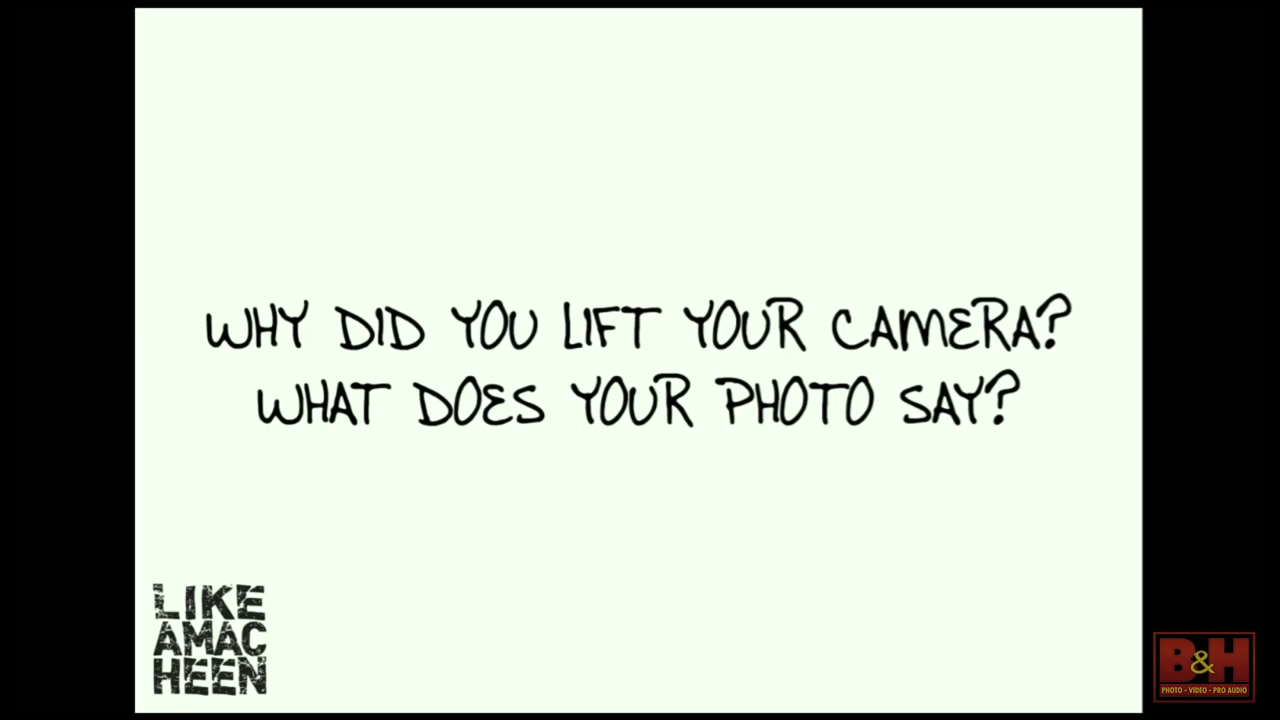 WHY DID YOU LIFT YOUR CAMERA?
WHAT DOES YOUR PHOTO SAY?
LIKE
AMAC
HEEN
B&H
PHOTO - VIDEO - PRO AUDIO